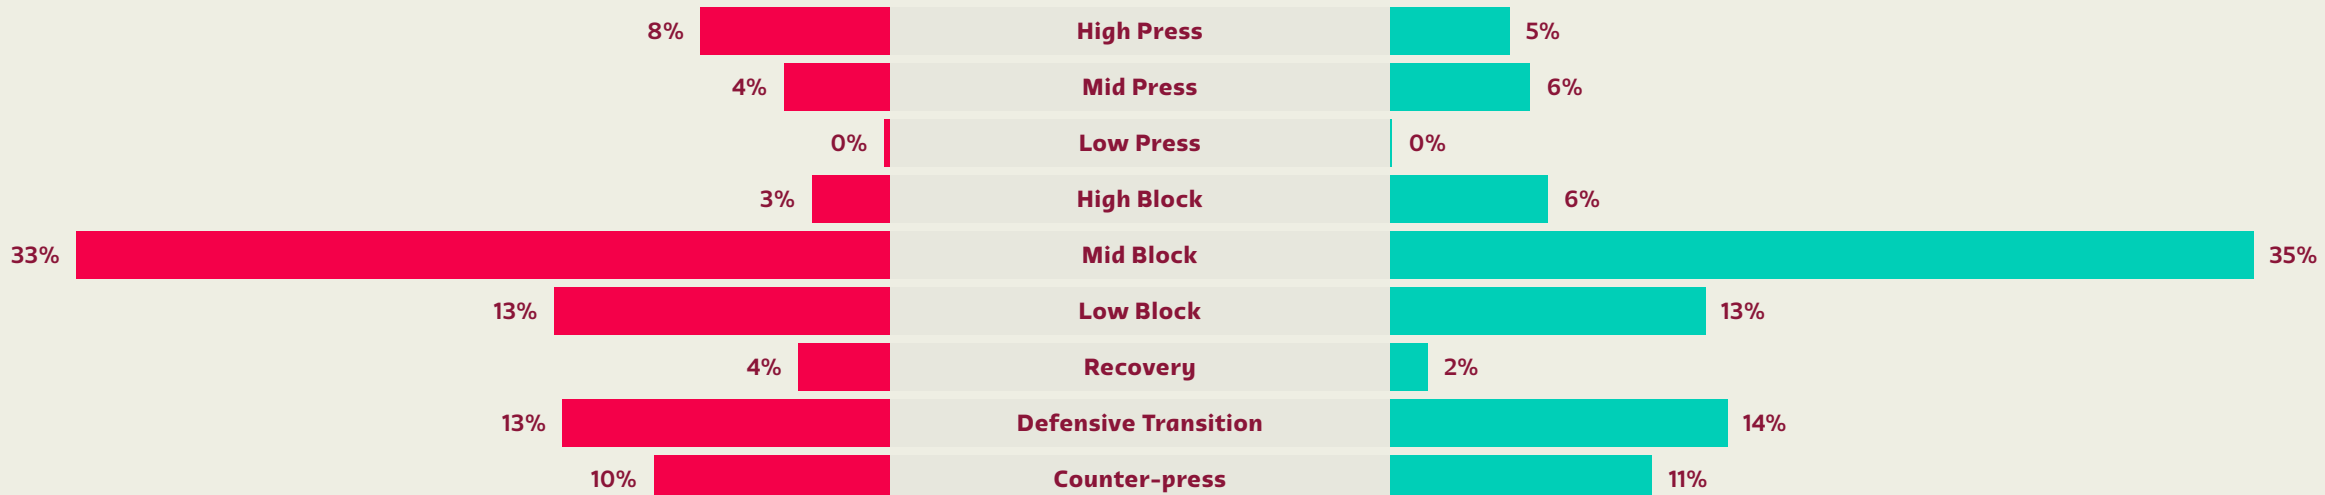 8% High Press 5%
4% Mid Press 6%
0% Low Press 0%
3% High Block 6%
33% Mid Block 35%
13% Low Block 13%
4% Recovery 2%
13% Defensive Transition 14%
10% Counter-press 11%